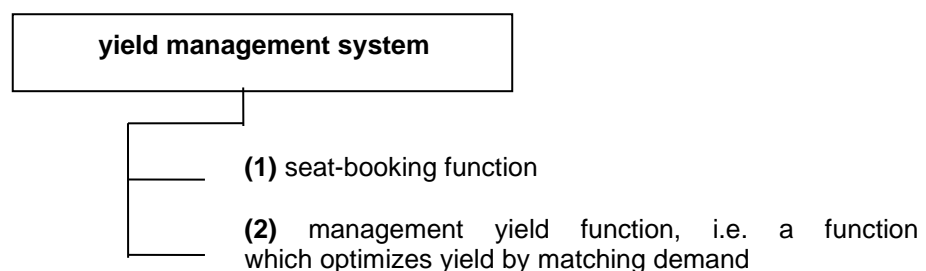 yield management system
(1) seat-booking function
(2) management yield function, i.e. a function
which optimizes yield by matching demand